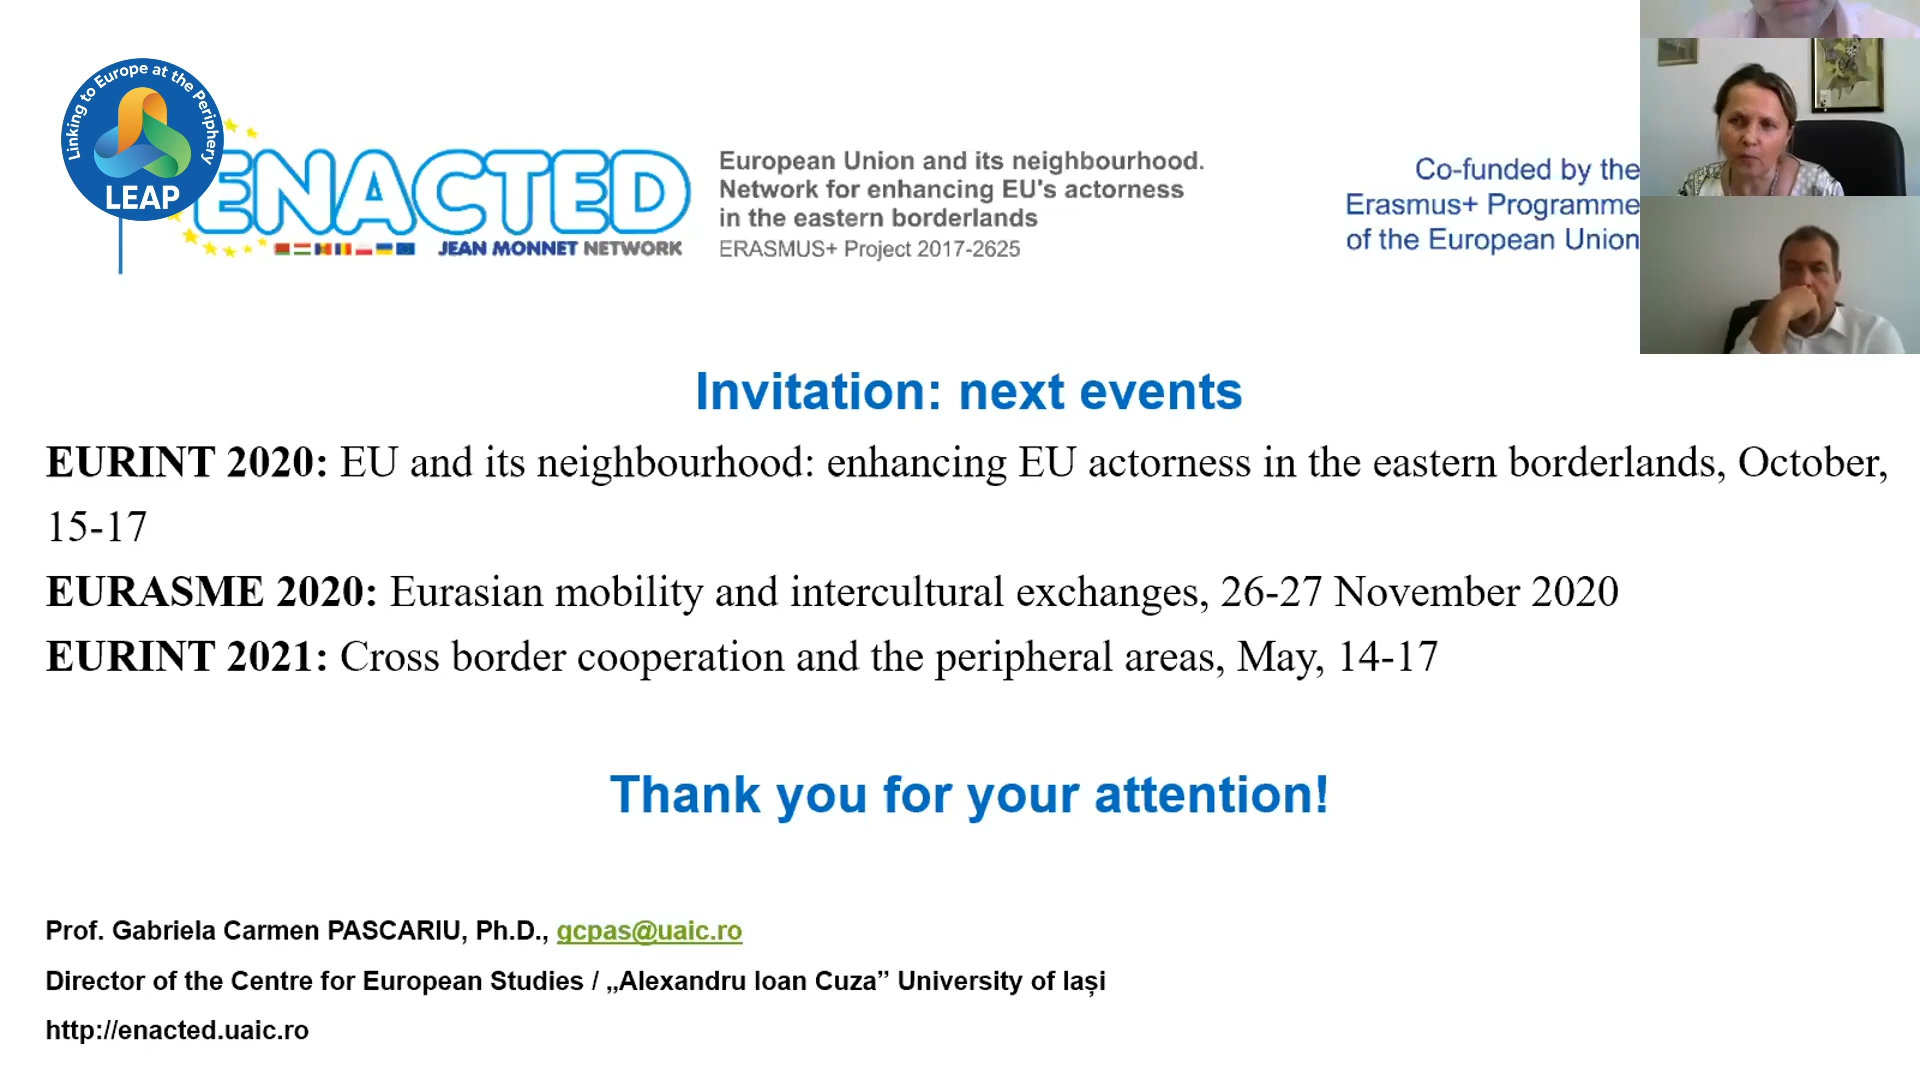 Linking to Europe at the Periphery
LEAP
ENACTED
JEAN MONNET NETWORK
European Union and its neighbourhood.
Network for enhancing EU's actorness
in the eastern borderlands
ERASMUS+ Project 2017-2625
Co-funded by the
Erasmus+ Programme
of the European Union
Invitation: next events
EURINT 2020: EU and its neighbourhood: enhancing EU actorness in the eastern borderlands, October,
15-17
EURASME 2020: Eurasian mobility and intercultural exchanges, 26-27 November 2020
EURINT 2021: Cross border cooperation and the peripheral areas, May, 14-17
Thank you for your attention!
Prof. Gabriela Carmen PASCARIU, Ph.D., gcpas@uaic.ro
Director of the Centre for European Studies / „Alexandru Ioan Cuza” University of Iași
http://enacted.uaic.ro